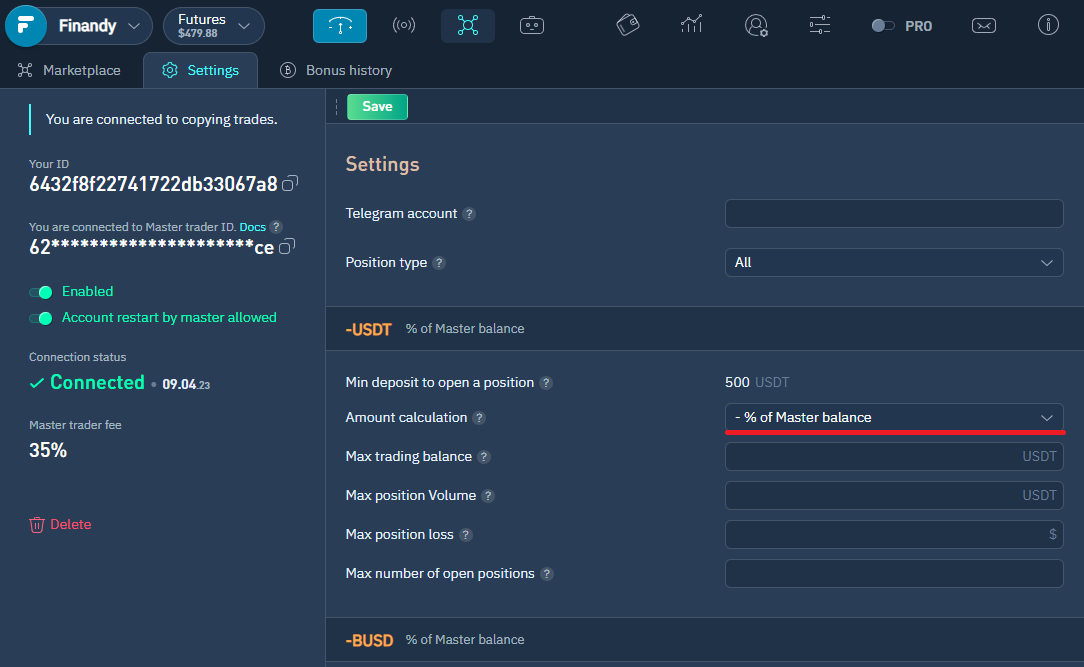 Finandy
Futures
$479.88
PRO
Marketplace
Settings
Bonus history
You are connected to copying trades.
Your ID
6432f8f22741722db33067a8
You are connected to Master trader ID. Docs ?
62*********************ce
Enabled
Account restart by master allowed
Connection status
Connected • 09.04.23
Master trader fee
35%
Delete
Save
Settings
Telegram account ?
Position type ? All
-USDT % of Master balance
Min deposit to open a position ? 500 USDT
Amount calculation ? - % of Master balance
Max trading balance ? USDT
Max position Volume ? USDT
Max position loss ? $
Max number of open positions ?
-BUSD % of Master balance